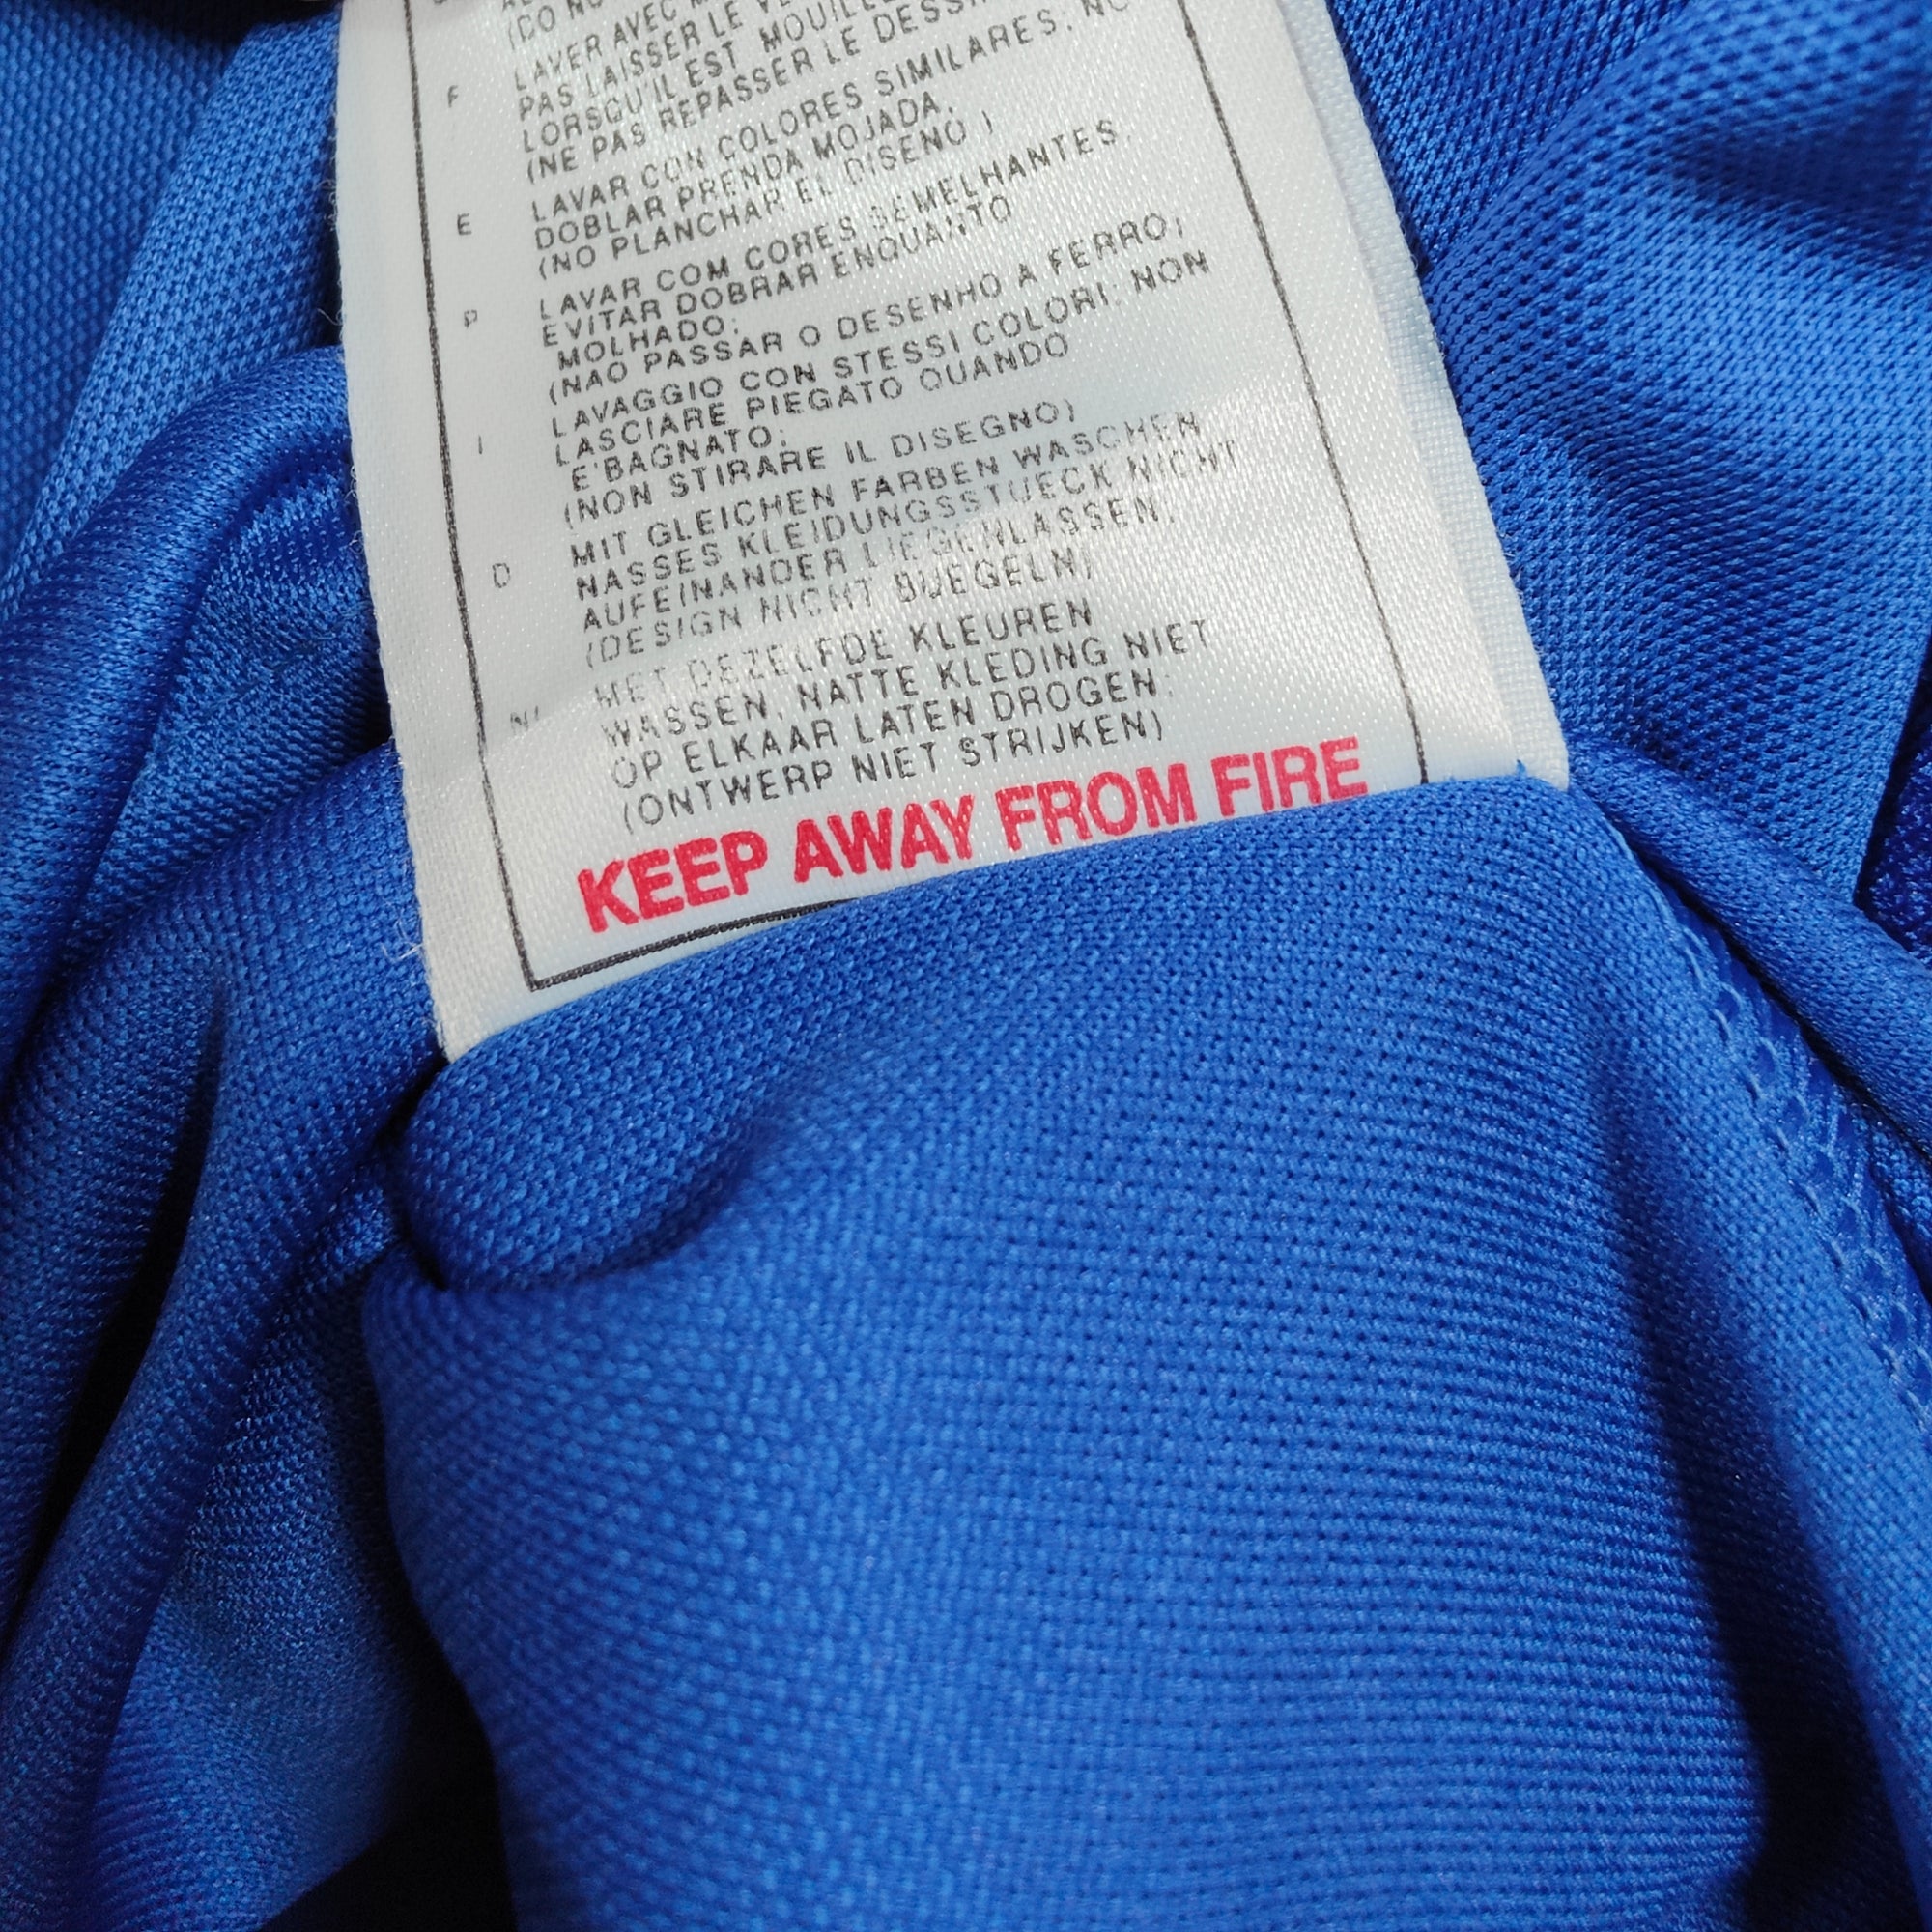 (DO NO
F LAVER AVEC
PAS LAISSER LE
LORSQU'IL EST MOUILLE
(NE PAS REPASSER LE DESSI
E LAVAR CON COLORES SIMILARES; NO
DOBLAR PRENDA MOJADA.
(NO PLANCHAR EL DISENO )
P LAVAR COM CORES SEMELHANTES.
EVITAR DOBRAR ENQUANTO
MOLHADO;
(NAO PASSAR O DESENHO A FERRO;
I LAVAGGIO CON STESSI COLORI; NON
LASCIARE PIEGATO QUANDO
E'BAGNATO;
(NON STIRARE IL DISEGNO)
D MIT GLEICHEN FARBEN WASCHEN
NASSES KLEIDUNGSSTUECK NICHT
AUFEINANDER LIEGENLASSEN;
(DESIGN NICHT BUEGELN)
NL MET DEZELFDE KLEUREN
WASSEN, NATTE KLEDING NIET
OP ELKAAR LATEN DROGEN;
(ONTWERP NIET STRIJKEN)
KEEP AWAY FROM FIRE